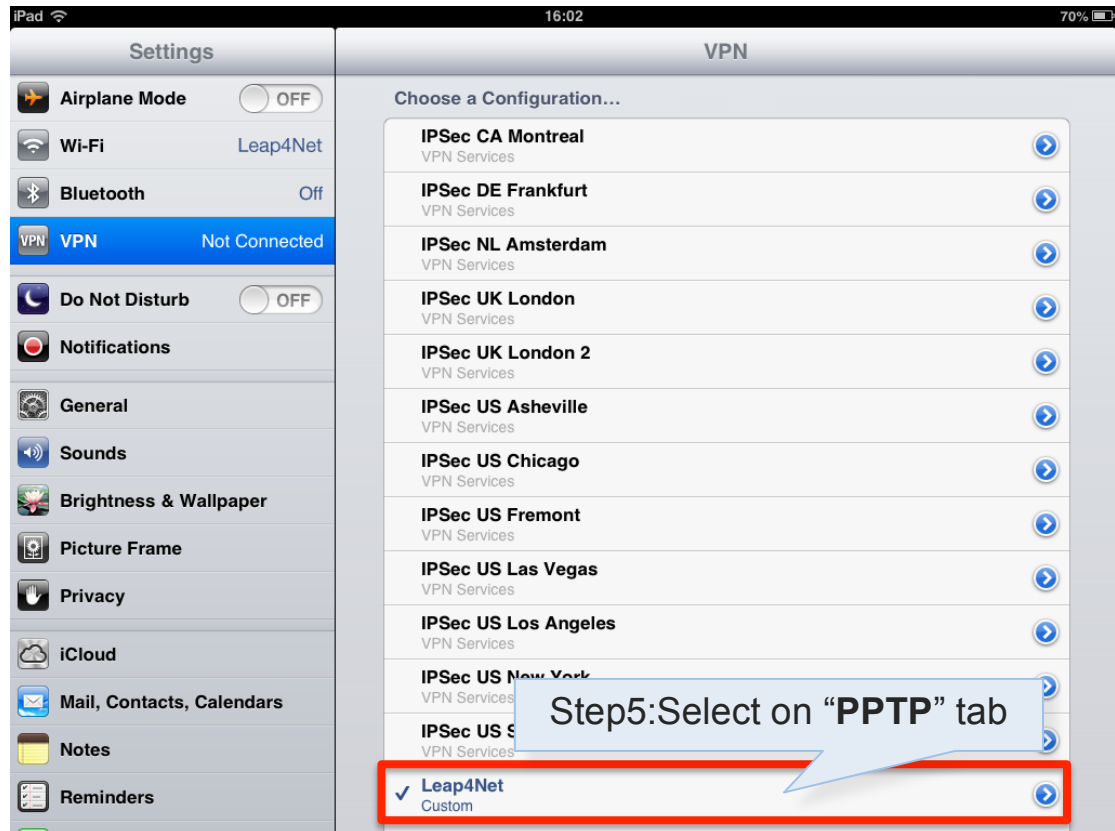 iPad 16:02 70%
Settings
VPN
Airplane Mode OFF
Wi-Fi Leap4Net
Bluetooth Off
VPN VPN Not Connected
Do Not Disturb OFF
Notifications
General
Sounds
Brightness & Wallpaper
Picture Frame
Privacy
iCloud
Mail, Contacts, Calendars
Notes
Reminders
Choose a Configuration...
IPSec CA Montreal
VPN Services
IPSec DE Frankfurt
VPN Services
IPSec NL Amsterdam
VPN Services
IPSec UK London
VPN Services
IPSec UK London 2
VPN Services
IPSec US Asheville
VPN Services
IPSec US Chicago
VPN Services
IPSec US Fremont
VPN Services
IPSec US Las Vegas
VPN Services
IPSec US Los Angeles
VPN Services
IPSec US New York
VPN Services
IPSec US
VPN Services
Step5:Select on “PPTP” tab
Leap4Net
Custom